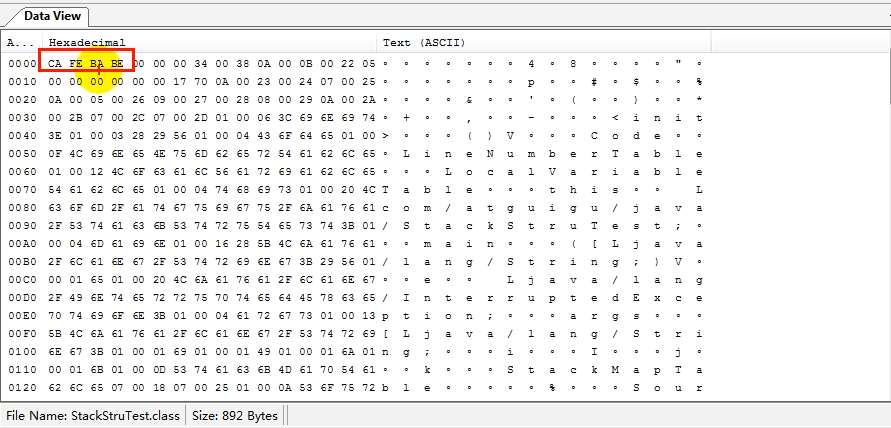 Data View
A... Hexadecimal Text (ASCII)
0000 CA FE BA BE 00 00 00 34 00 38 0A 00 0B 00 22 05 ∘ ∘ ∘ ∘ ∘ ∘ ∘ 4 ∘ 8 ∘ ∘ ∘ ∘ " ∘
0010 00 00 00 00 00 00 17 70 0A 00 23 00 24 07 00 25 ∘ ∘ ∘ ∘ ∘ ∘ ∘ p ∘ ∘ # ∘ $ ∘ ∘ %
0020 0A 00 05 00 26 09 00 27 00 28 08 00 29 0A 00 2A ∘ ∘ ∘ ∘ & ∘ ∘ ' ∘ ( ∘ ∘ ) ∘ ∘ *
0030 00 2B 07 00 2C 07 00 2D 01 00 06 3C 69 6E 69 74 ∘ + ∘ ∘ , ∘ ∘ - ∘ ∘ ∘ < i n i t
0040 3E 01 00 03 28 29 56 01 00 04 43 6F 64 65 01 00 > ∘ ∘ ∘ ( ) V ∘ ∘ ∘ C o d e ∘ ∘
0050 0F 4C 69 6E 65 4E 75 6D 62 65 72 54 61 62 6C 65 ∘ L i n e N u m b e r T a b l e
0060 01 00 12 4C 6F 63 61 6C 56 61 72 69 61 62 6C 65 ∘ ∘ ∘ L o c a l V a r i a b l e
0070 54 61 62 6C 65 01 00 04 74 68 69 73 01 00 20 4C T a b l e ∘ ∘ ∘ t h i s ∘ ∘ L
0080 63 6F 6D 2F 61 74 67 75 69 67 75 2F 6A 61 76 61 c o m / a t g u i g u / j a v a
0090 2F 53 74 61 63 6B 53 74 72 75 54 65 73 74 3B 01 / S t a c k S t r u T e s t ; ∘
00A0 00 04 6D 61 69 6E 01 00 16 28 5B 4C 6A 61 76 61 ∘ ∘ m a i n ∘ ∘ ∘ ( [ L j a v a
00B0 2F 6C 61 6E 67 2F 53 74 72 69 6E 67 3B 29 56 01 / l a n g / S t r i n g ; ) V ∘
00C0 00 01 65 01 00 20 4C 6A 61 76 61 2F 6C 61 6E 67 ∘ ∘ e ∘ ∘ L j a v a / l a n g
00D0 2F 49 6E 74 65 72 72 75 70 74 65 64 45 78 63 65 / I n t e r r u p t e d E x c e
00E0 70 74 69 6F 6E 3B 01 00 04 61 72 67 73 01 00 13 p t i o n ; ∘ ∘ ∘ a r g s ∘ ∘ ∘
00F0 5B 4C 6A 61 76 61 2F 6C 61 6E 67 2F 53 74 72 69 [ L j a v a / l a n g / S t r i
0100 6E 67 3B 01 00 01 69 01 00 01 49 01 00 01 6A 01 n g ; ∘ ∘ ∘ i ∘ ∘ ∘ I ∘ ∘ ∘ j ∘
0110 00 01 6B 01 00 0D 53 74 61 63 6B 4D 61 70 54 61 ∘ ∘ k ∘ ∘ ∘ S t a c k M a p T a
0120 62 6C 65 07 00 18 07 00 25 01 00 0A 53 6F 75 72 b l e ∘ ∘ ∘ ∘ ∘ % ∘ ∘ ∘ S o u r
File Name: StackStruTest.class Size: 892 Bytes